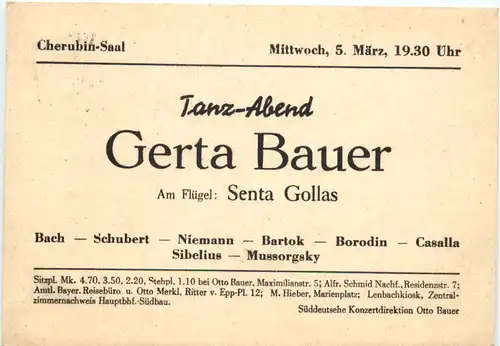 Cherubin-Saal Mittwoch, 5. März, 19.30 Uhr
Tanz-Abend
Gerta Bauer
Am Flügel: Senta Gollas
Bach — Schubert — Niemann — Bartok — Borodin — Casalla
Sibelius — Mussorgsky
Sitzpl. Mk. 4.70, 3.50, 2.20, Stehpl. 1.10 bei Otto Bauer, Maximilianstr. 5; Alfr. Schmid Nachf., Residenzstr. 7;
Amtl. Bayer. Reisebüro u. Otto Merkl, Ritter v. Epp-Pl. 12; M. Hieber, Marienplatz; Lenbachkiosk, Zentral-
zimmernachweis Hauptbhf.-Südbau.
Süddeutsche Konzertdirektion Otto Bauer